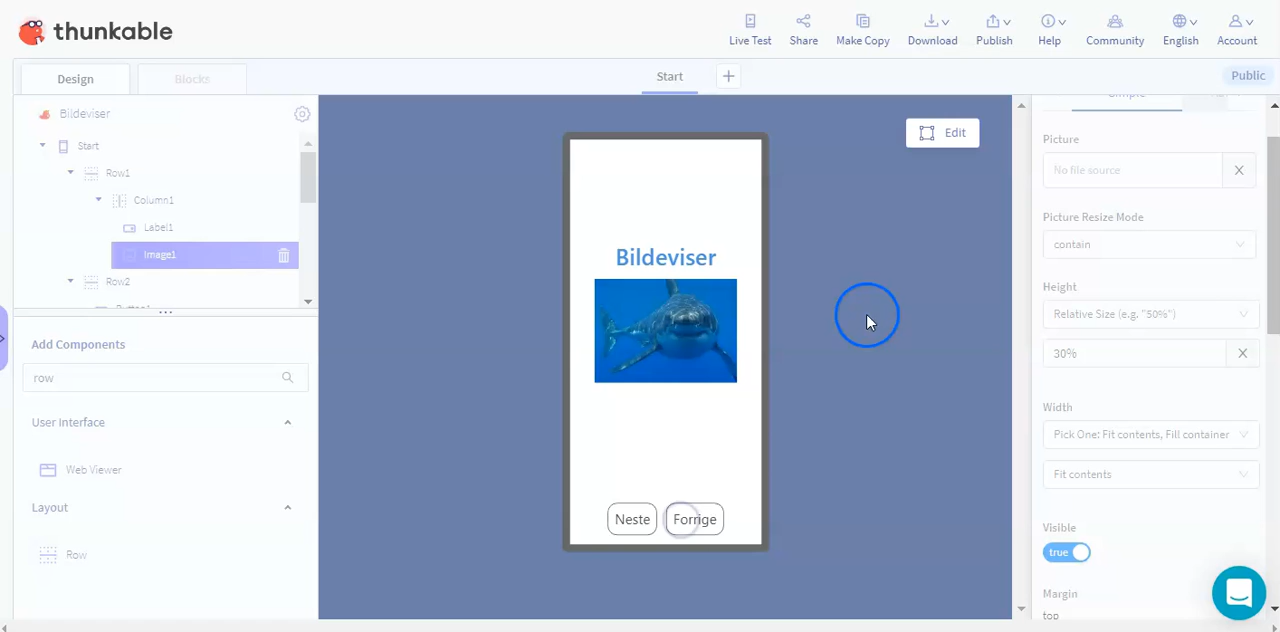 thunkable
Live Test
Share
Make Copy
Download
Publish
Help
Community
English
Account
Design
Blocks
Start
Public
Bildeviser
Start
Row1
Column1
Label1
Image1
Row2
Add Components
row
User Interface
Web Viewer
Layout
Row
Edit
Bildeviser
Neste
Forrige
Picture
No file source
X
Picture Resize Mode
contain
Height
Relative Size (e.g. "50%")
30%
X
Width
Pick One: Fit contents, Fill container
Fit contents
Visible
true
Margin
top